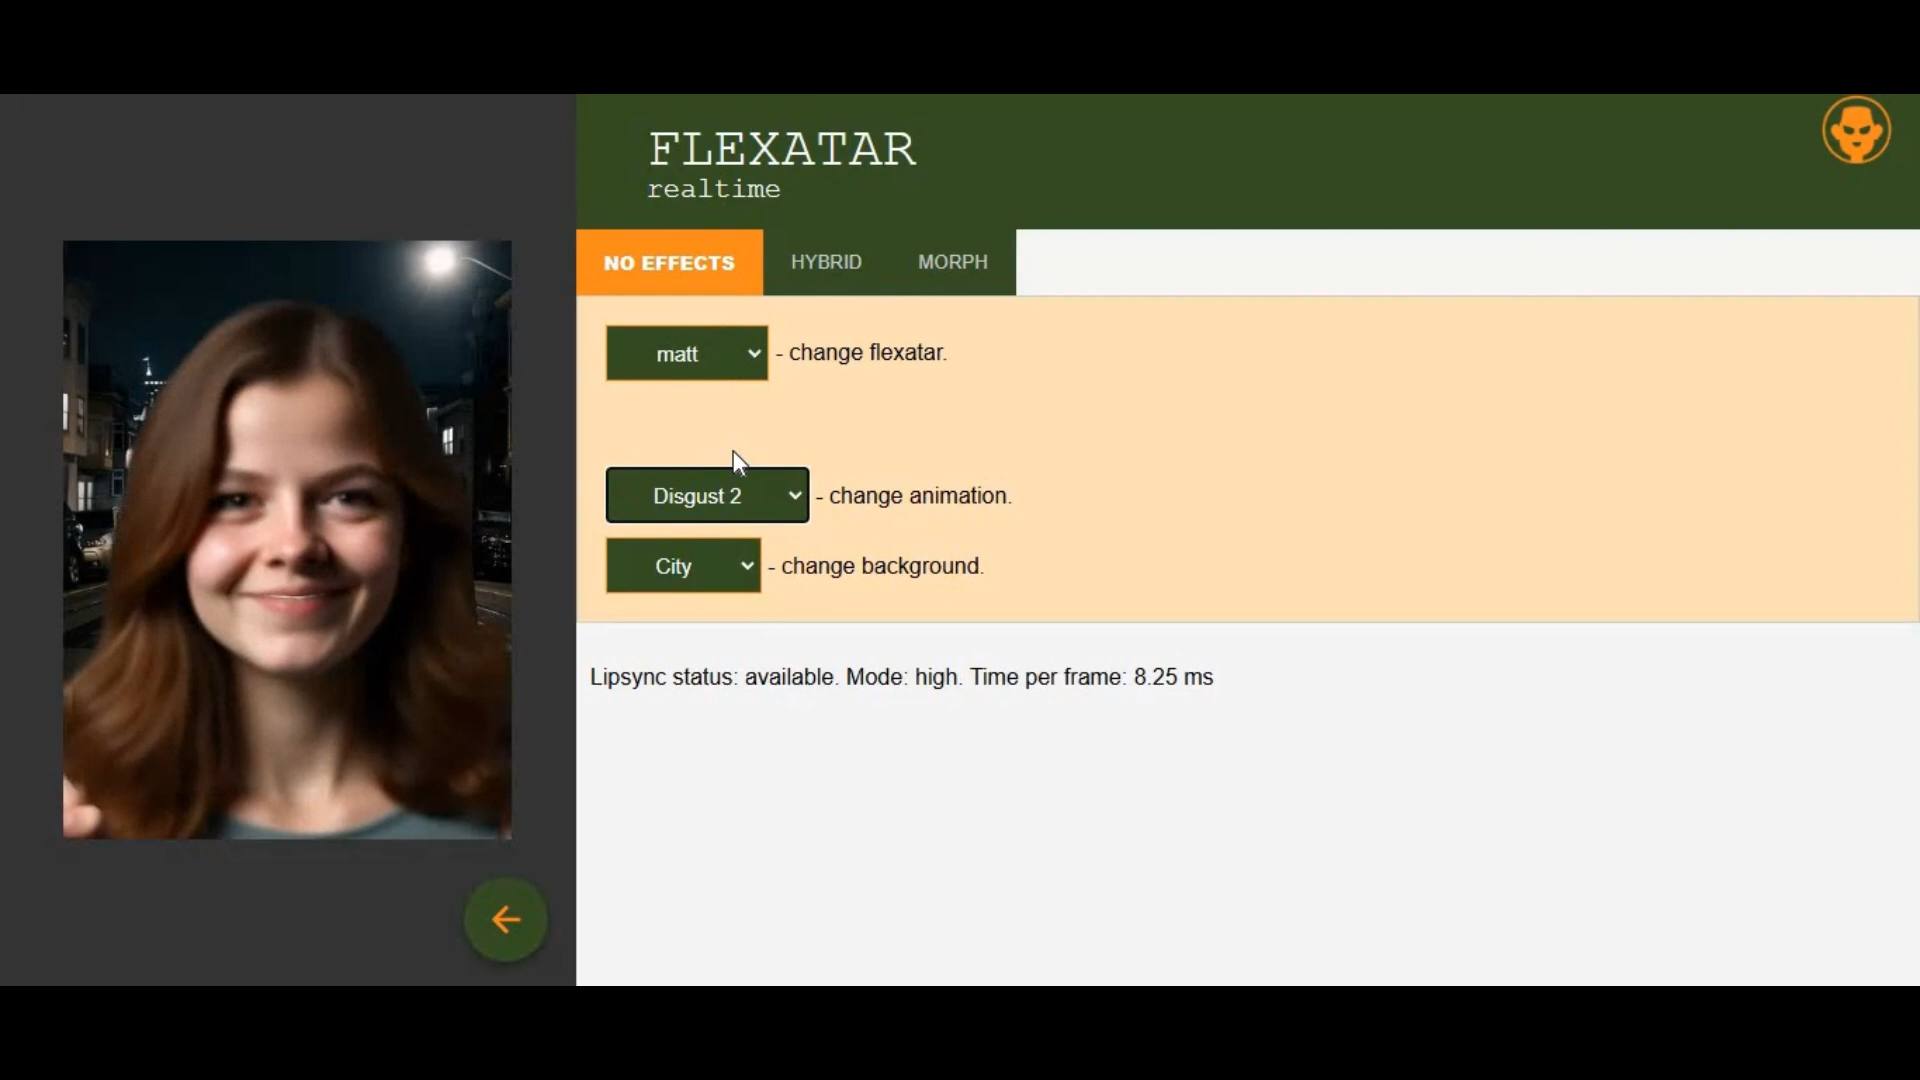 FLEXATAR
realtime
NO EFFECTS HYBRID MORPH
matt - change flexatar.
Disgust 2 - change animation.
City - change background.
Lipsync status: available. Mode: high. Time per frame: 8.25 ms